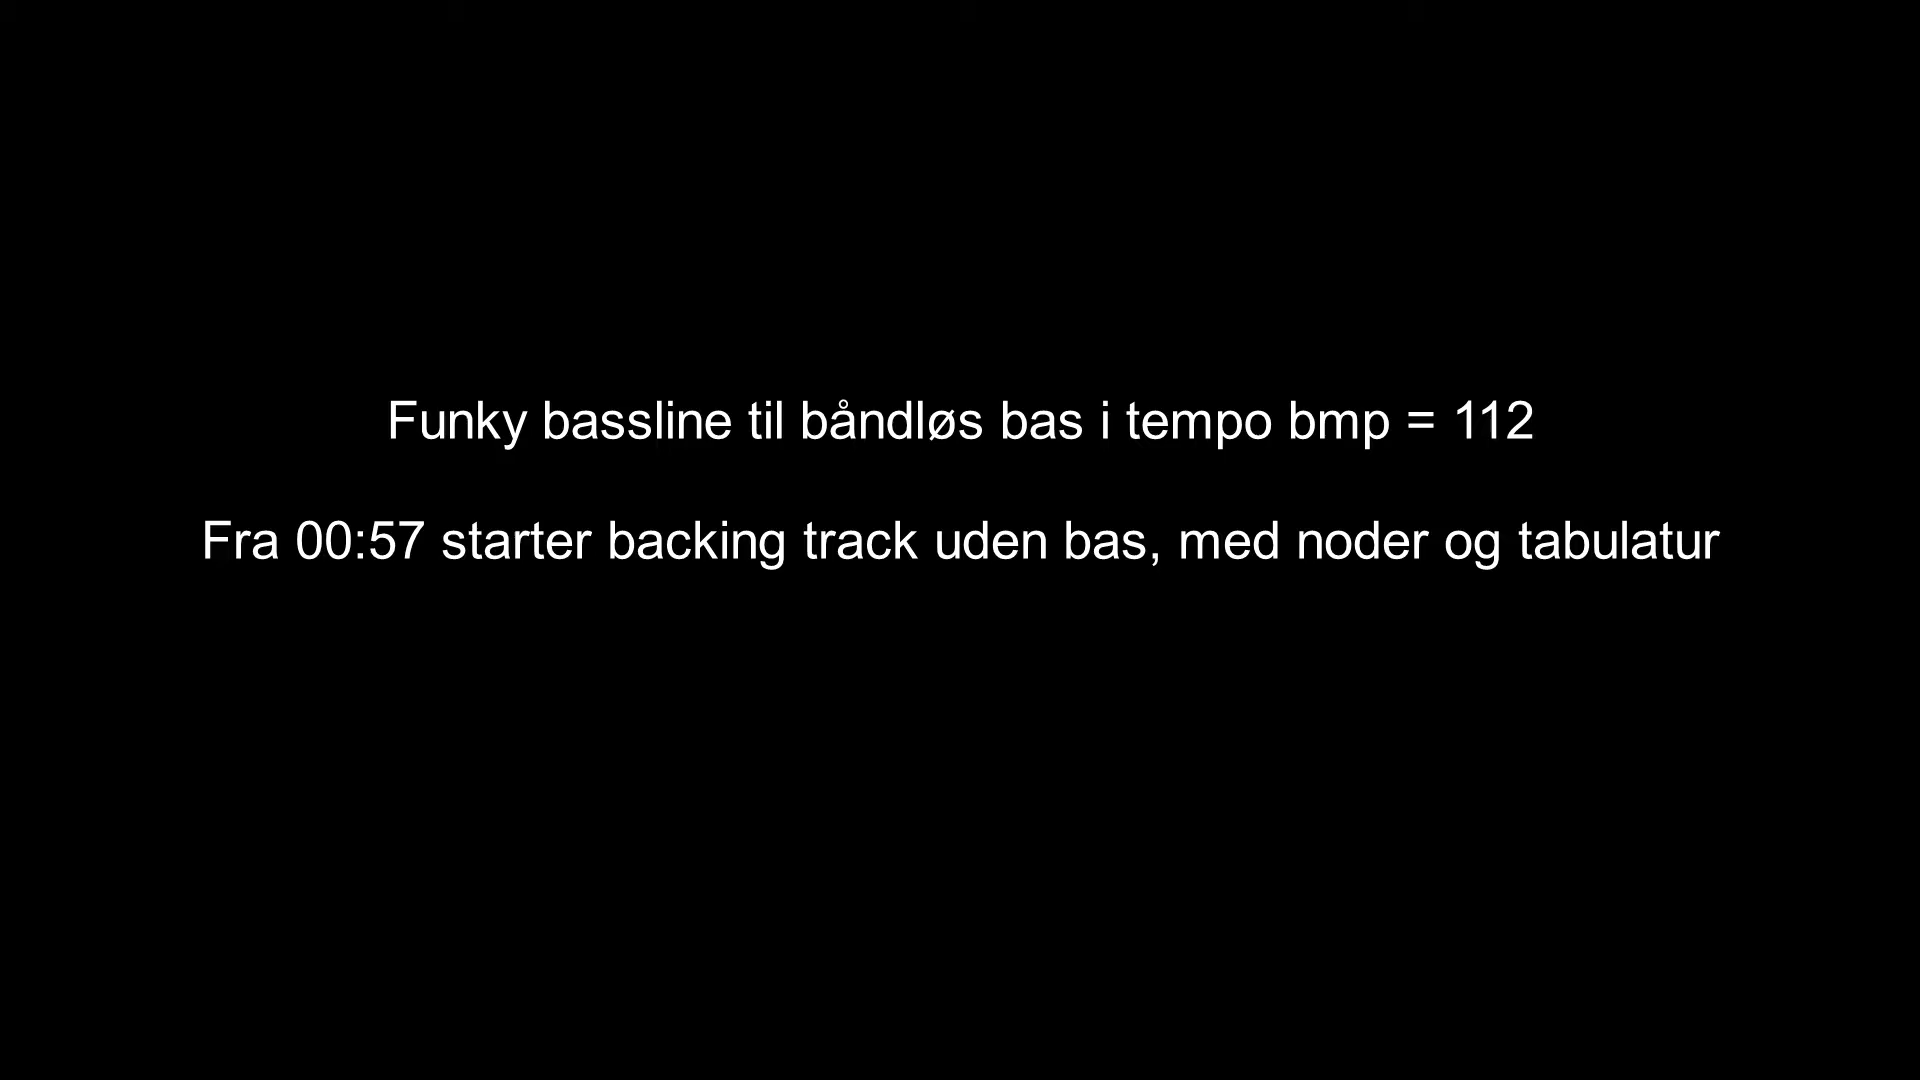 Funky bassline til båndløs bas i tempo bmp = 112
Fra 00:57 starter backing track uden bas, med noder og tabulatur